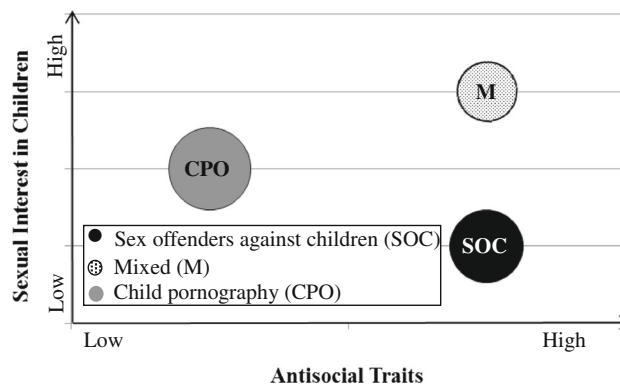 Sexual Interest in Children
High
Low
M
CPO
SOC
Sex offenders against children (SOC)
Mixed (M)
Child pornography (CPO)
Low
High
Antisocial Traits